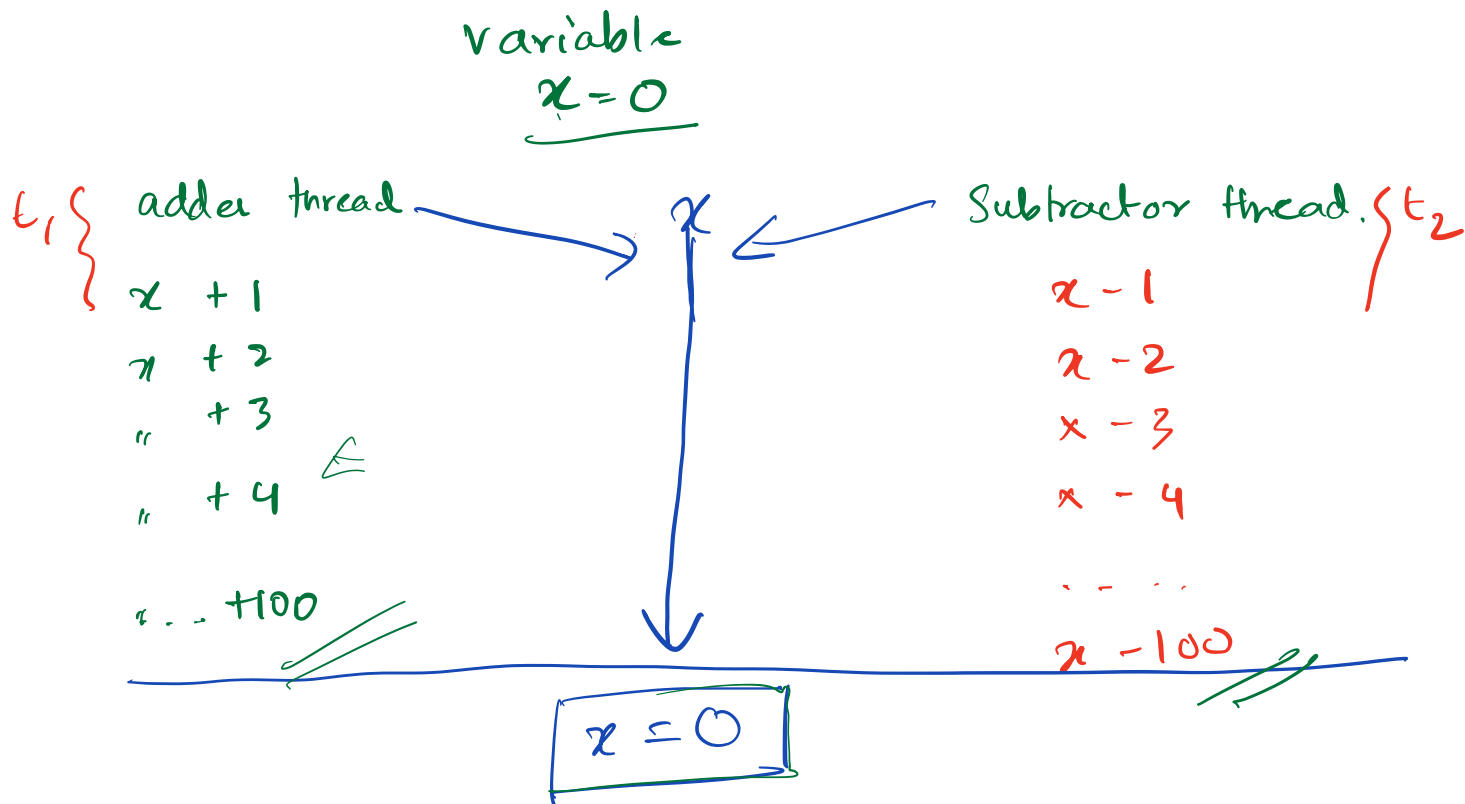 variable
x = 0
t1 { adder thread
x
Subtractor thread. } t2
x + 1
x - 1
x + 2
x - 2
" + 3
x - 3
" + 4
x - 4
... +100
.. ..
x - 100
x = 0